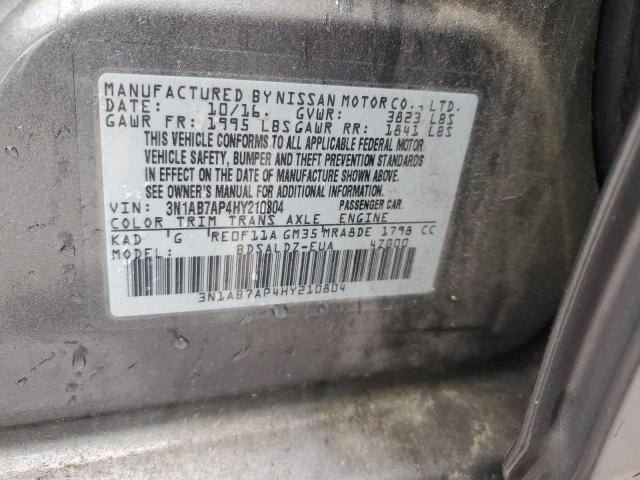 MANUFACTURED BY NISSAN MOTOR CO., LTD.
DATE: 10/16. GVWR: 3823 LBS
GAWR FR: 1995 LBS GAWR RR: 1841 LBS
THIS VEHICLE CONFORMS TO ALL APPLICABLE FEDERAL MOTOR
VEHICLE SAFETY, BUMPER AND THEFT PREVENTION STANDARDS
IN EFFECT ON THE DATE OF MANUFACTURE SHOWN ABOVE.
SEE OWNER'S MANUAL FOR ADDITIONAL INFORMATION
VIN: 3N1AB7AP4HY210804 PASSENGER CAR.
COLOR TRIM TRANS AXLE ENGINE
KAD G RE0F11A GM35 MRA8DE 1798 CC
MODEL: BDSALDZ-EUA 4Z000
3N1AB7AP4HY210804